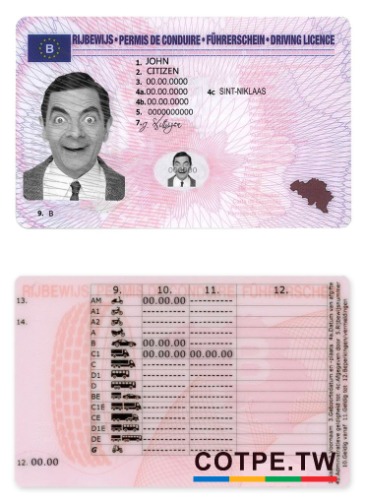 B
RIJBEWIJS • PERMIS DE CONDUIRE • FÜHRERSCHEIN • DRIVING LICENCE
1. JOHN
2. CITIZEN
3. 00.00.0000
4a.00.00.0000
4c SINT-NIKLAAS
4b.00.00.0000
5. 0000000000
7.
9. B
RIJBEWIJS PERMIS DE CONDUIRE FÜHRERSCHE
9. 10. 11. 12.
13.
AM 00.00.00 -------
14.
A1 ------- -------
A2 ------- -------
A ------- -------
B 00.00.00 -------
C1 00.00.00 00.00.00
C ------- -------
D1 ------- -------
D ------- -------
BE ------- -------
C1E ------- -------
CE ------- -------
D1E ------- -------
DE ------- -------
G ------- -------
12. 00.00
COTPE.TW